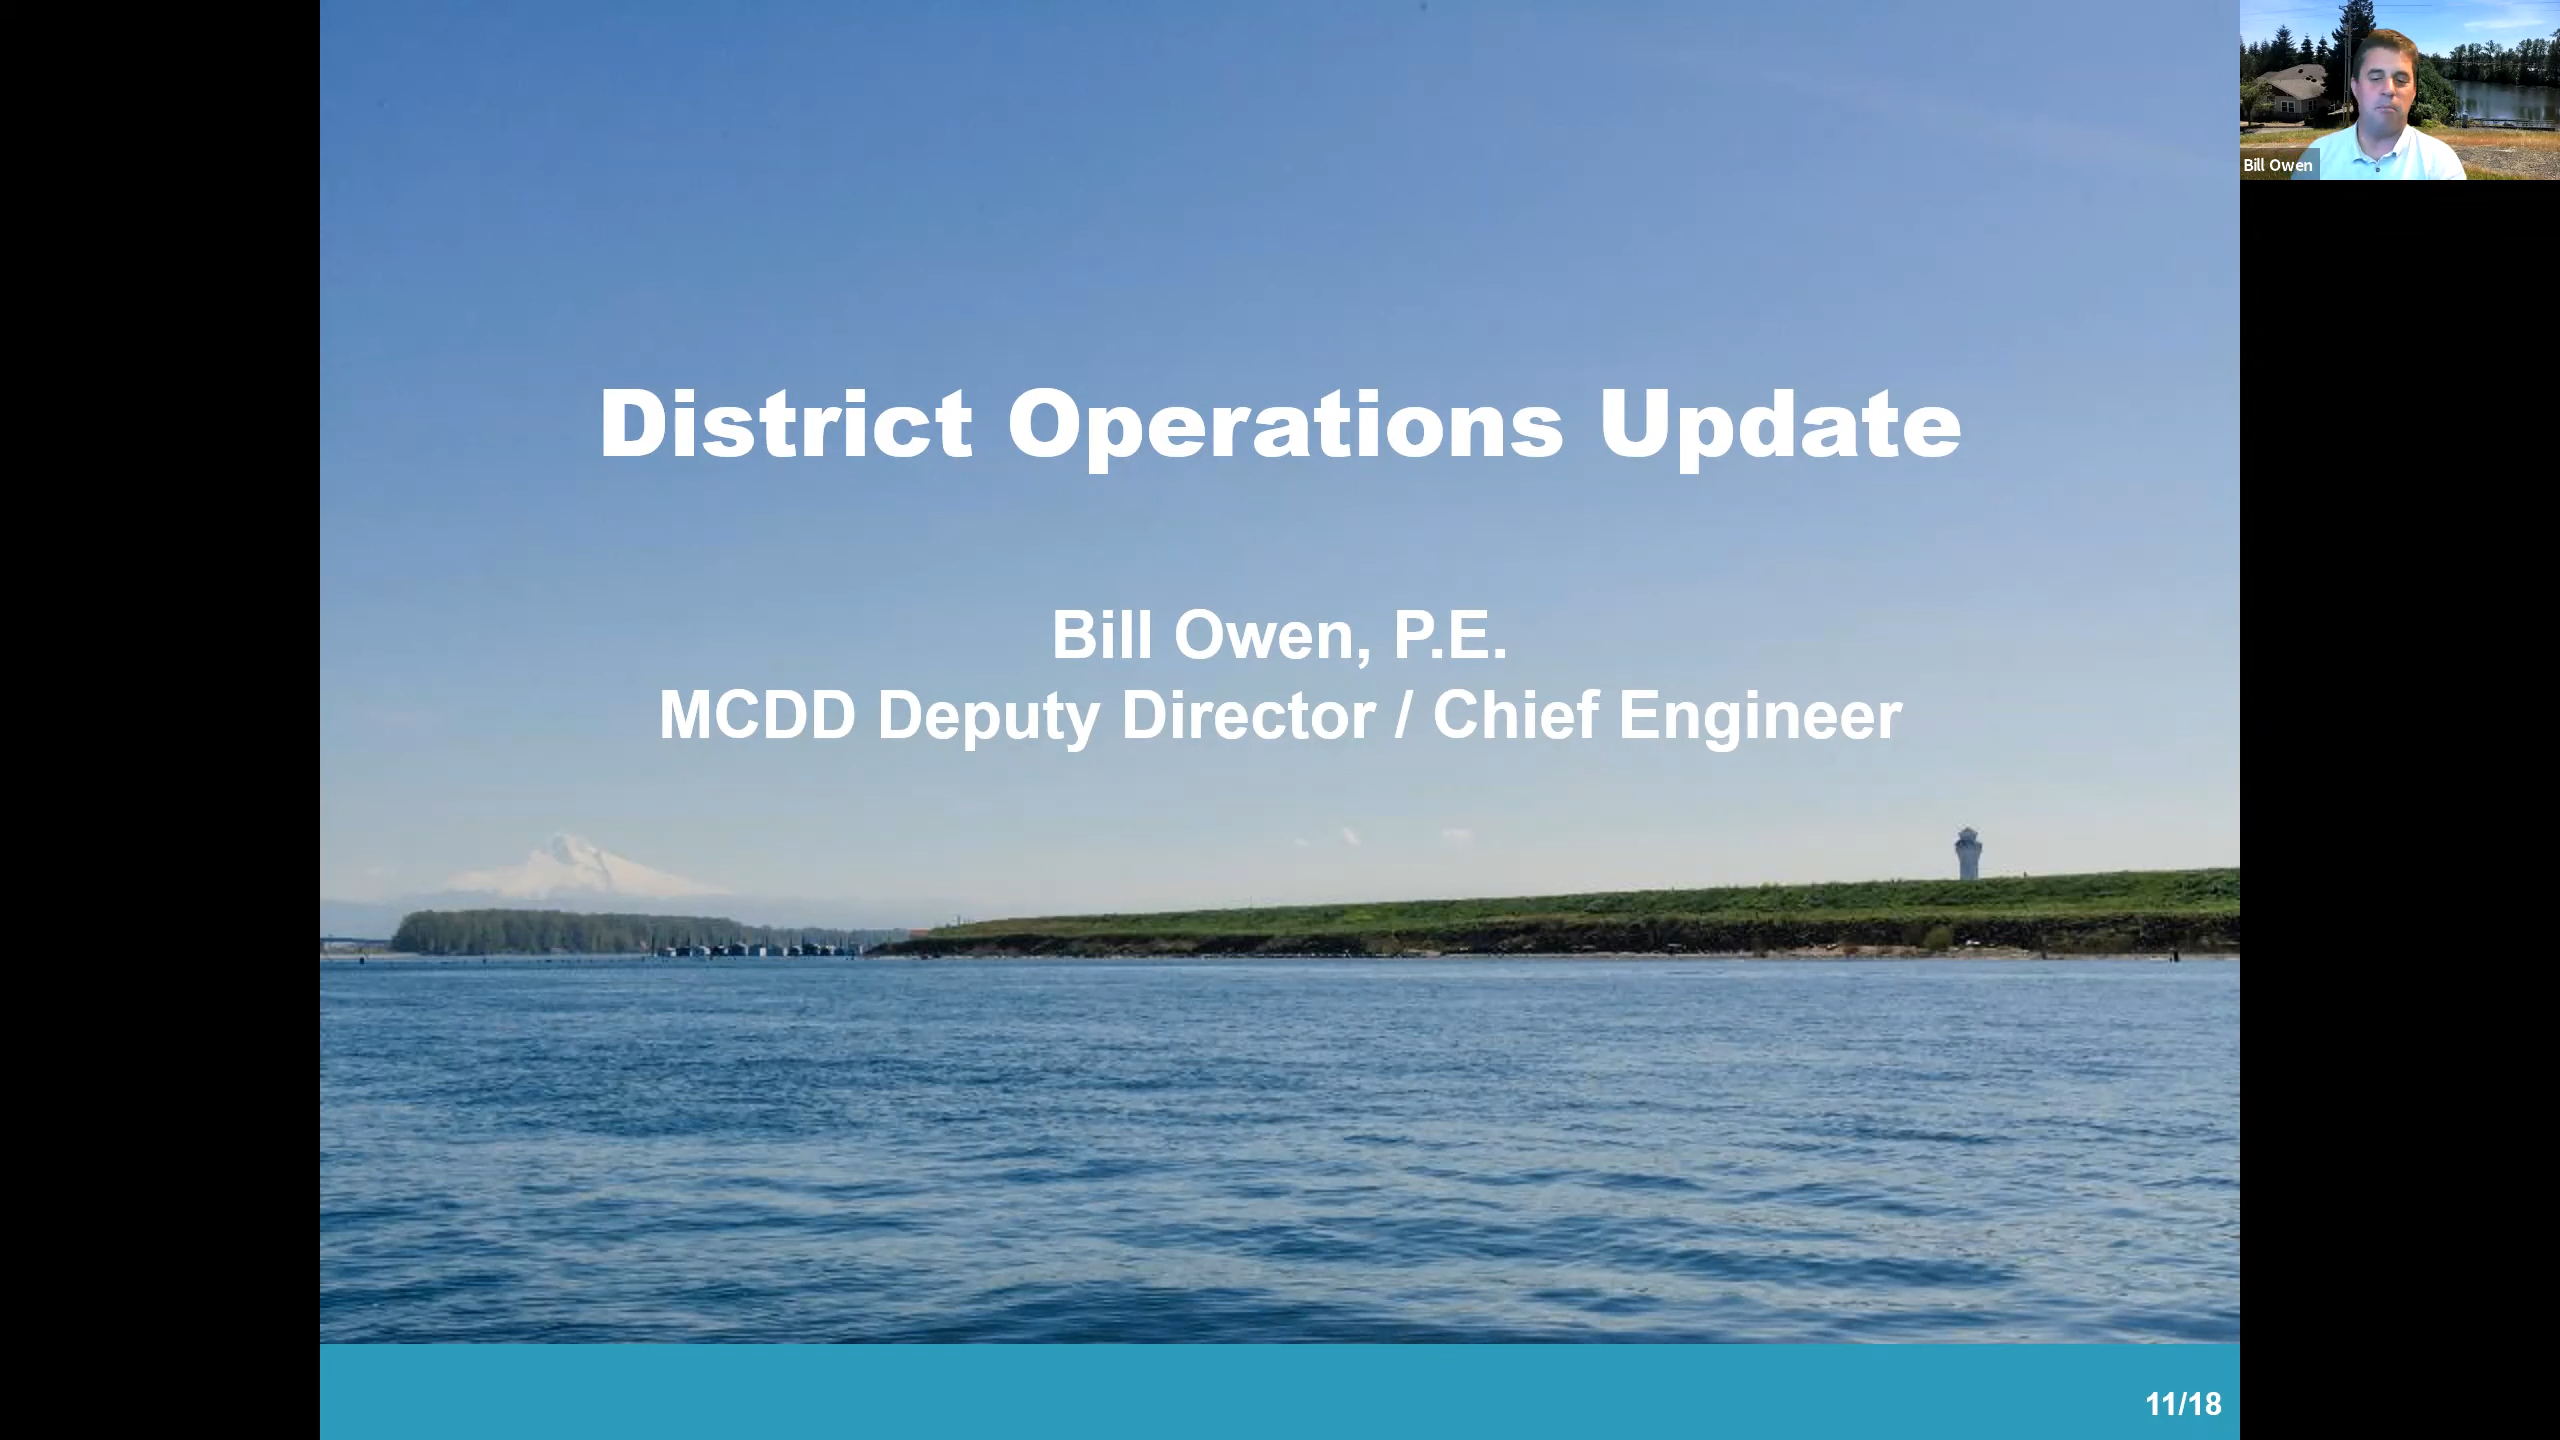 District Operations Update
Bill Owen, P.E.
MCDD Deputy Director / Chief Engineer
11/18
Bill Owen